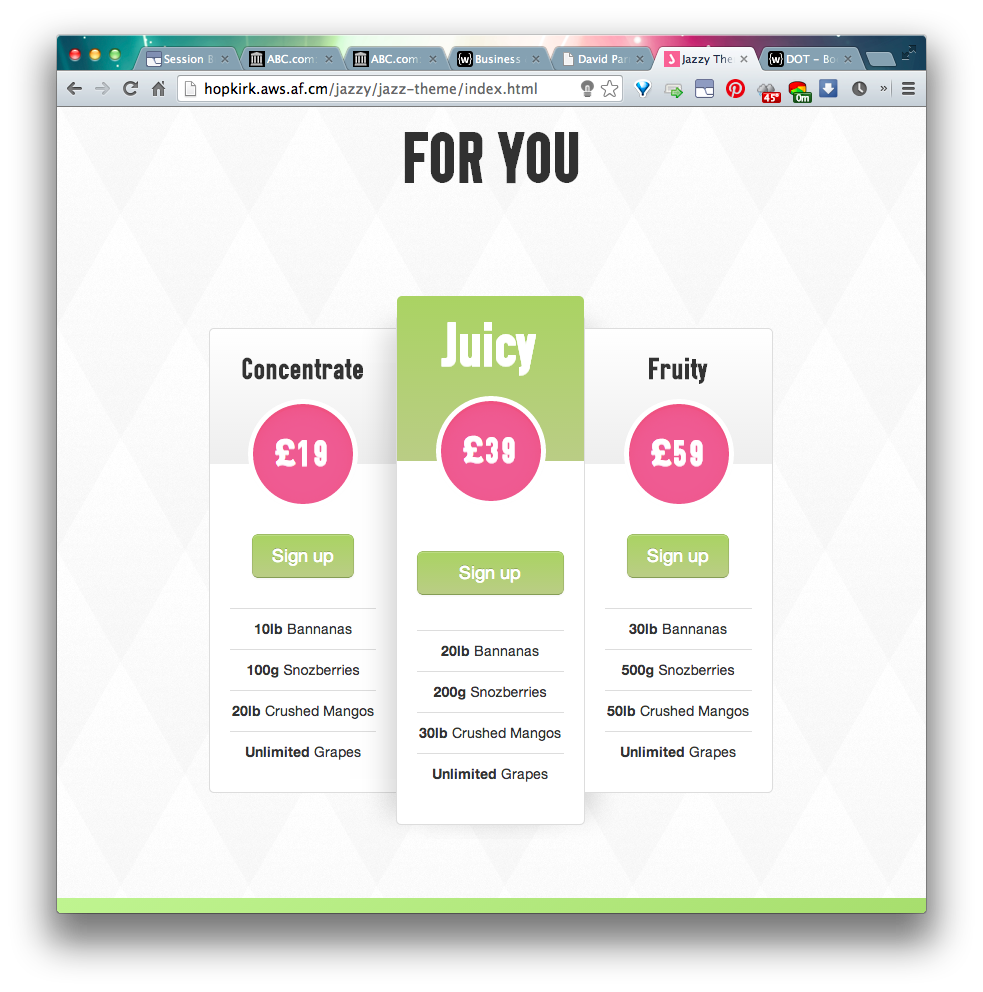 Session B
ABC.com
ABC.com
Business
David Par
Jazzy The
DOT – Bo
hopkirk.aws.af.cm/jazzy/jazz-theme/index.html
45°
0m
FOR YOU
Concentrate
£19
Sign up
10lb Bannanas
100g Snozberries
20lb Crushed Mangos
Unlimited Grapes
Juicy
£39
Sign up
20lb Bannanas
200g Snozberries
30lb Crushed Mangos
Unlimited Grapes
Fruity
£59
Sign up
30lb Bannanas
500g Snozberries
50lb Crushed Mangos
Unlimited Grapes